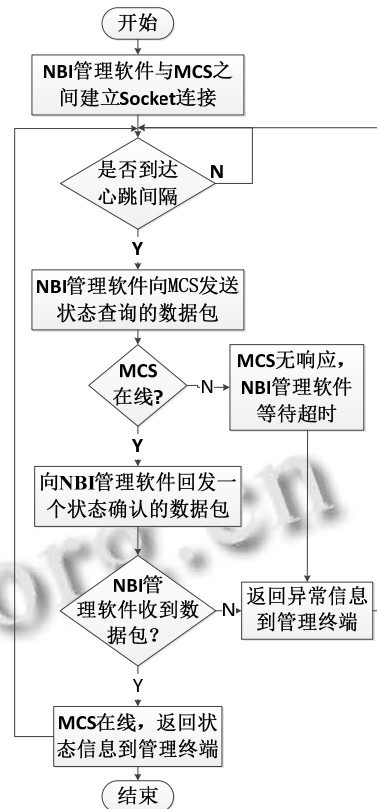 开始
NBI管理软件与MCS之
间建立Socket连接
是否到达
心跳间隔
N
Y
NBI管理软件向MCS发送
状态查询的数据包
MCS
在线?
N
MCS无响应，
NBI管理软件
等待超时
Y
向NBI管理软件回发一
个状态确认的数据包
NBI管
理软件收到数
据包？
N
返回异常信息
到管理终端
Y
MCS在线，返回状
态信息到管理终端
结束
org.cn